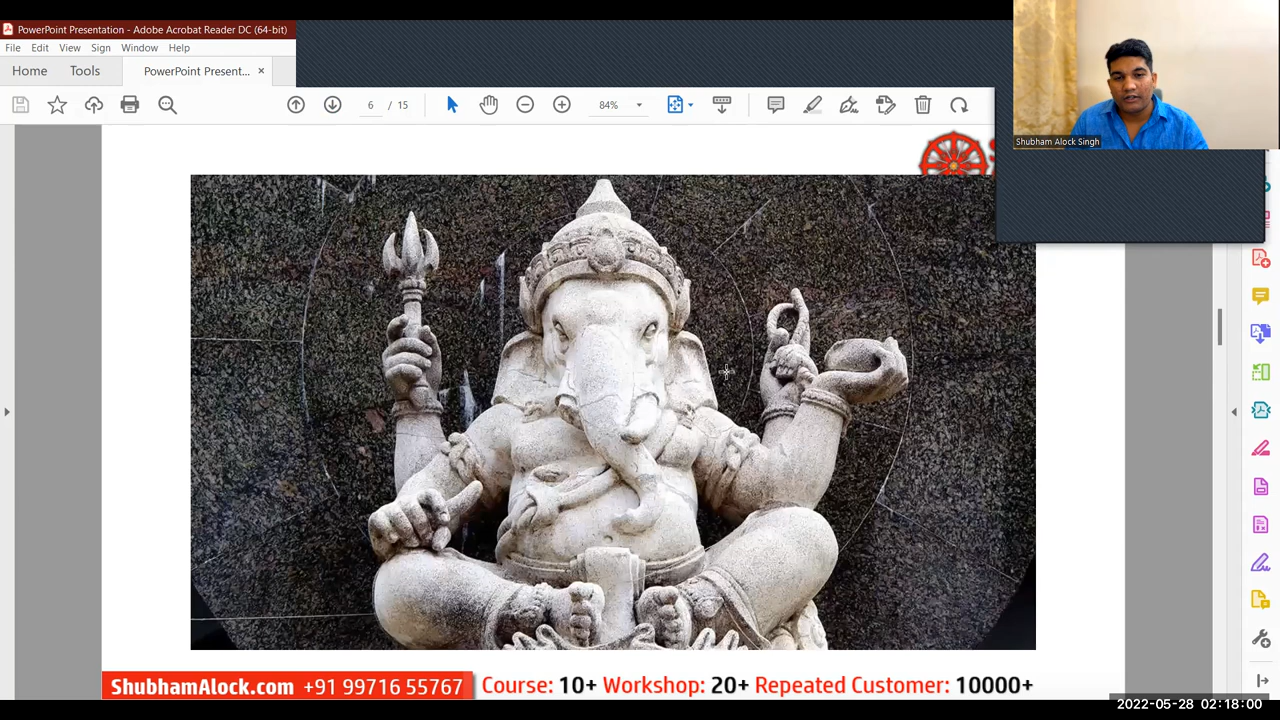 PowerPoint Presentation - Adobe Acrobat Reader DC (64-bit)
File Edit View Sign Window Help
Home Tools PowerPoint Present... ×
6 / 15 84%
Shubham Alock Singh
ShubhamAlock.com +91 99716 55767 Course: 10+ Workshop: 20+ Repeated Customer: 10000+
2022-05-28 02:18:00